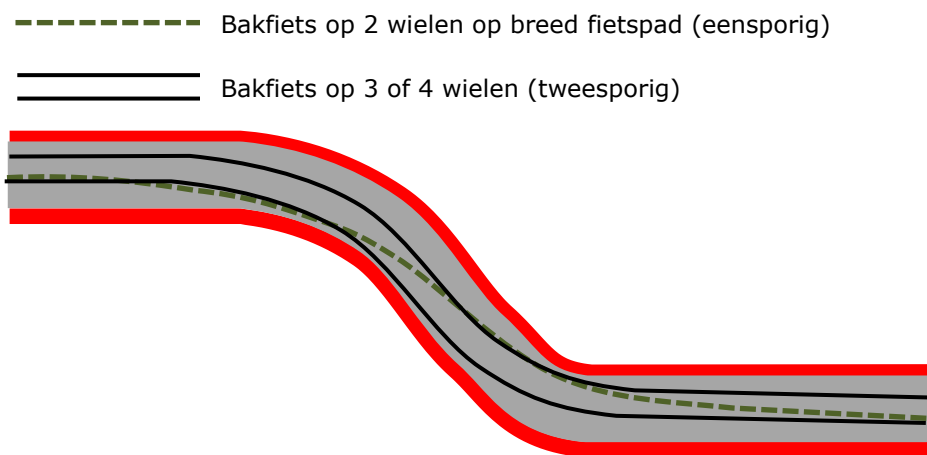 Bakfiets op 2 wielen op breed fietspad (eensporig)
Bakfiets op 3 of 4 wielen (tweesporig)